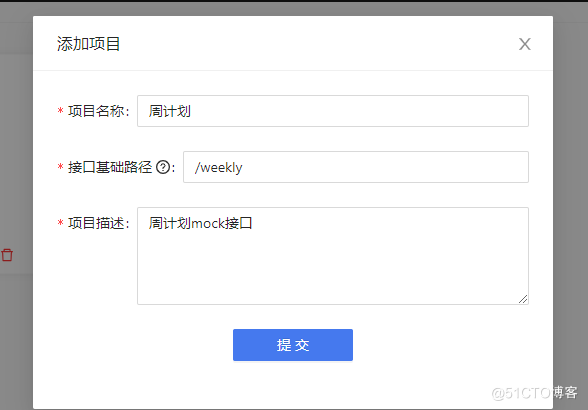 添加项目
* 项目名称: 周计划
* 接口基础路径 ?: /weekly
* 项目描述: 周计划mock接口
提 交
@51CTO博客